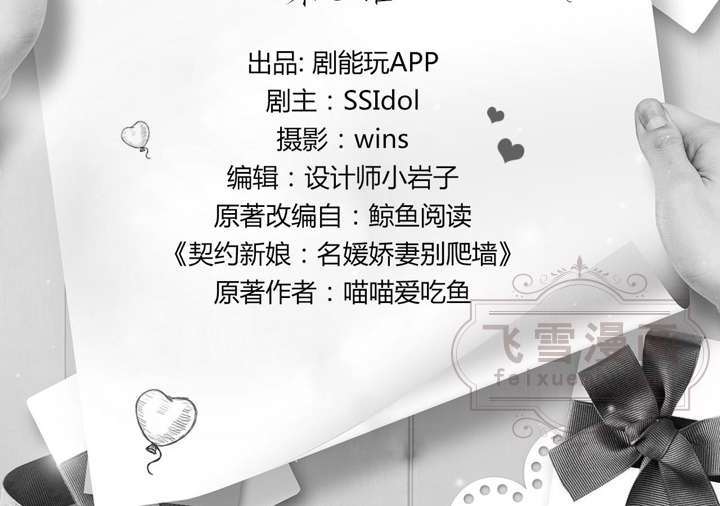 出品: 剧能玩APP
剧主：SSIdol
摄影：wins
编辑：设计师小岩子
原著改编自：鲸鱼阅读
《契约新娘：名媛娇妻别爬墙》
原著作者：喵喵爱吃鱼
飞雪漫画
feixue